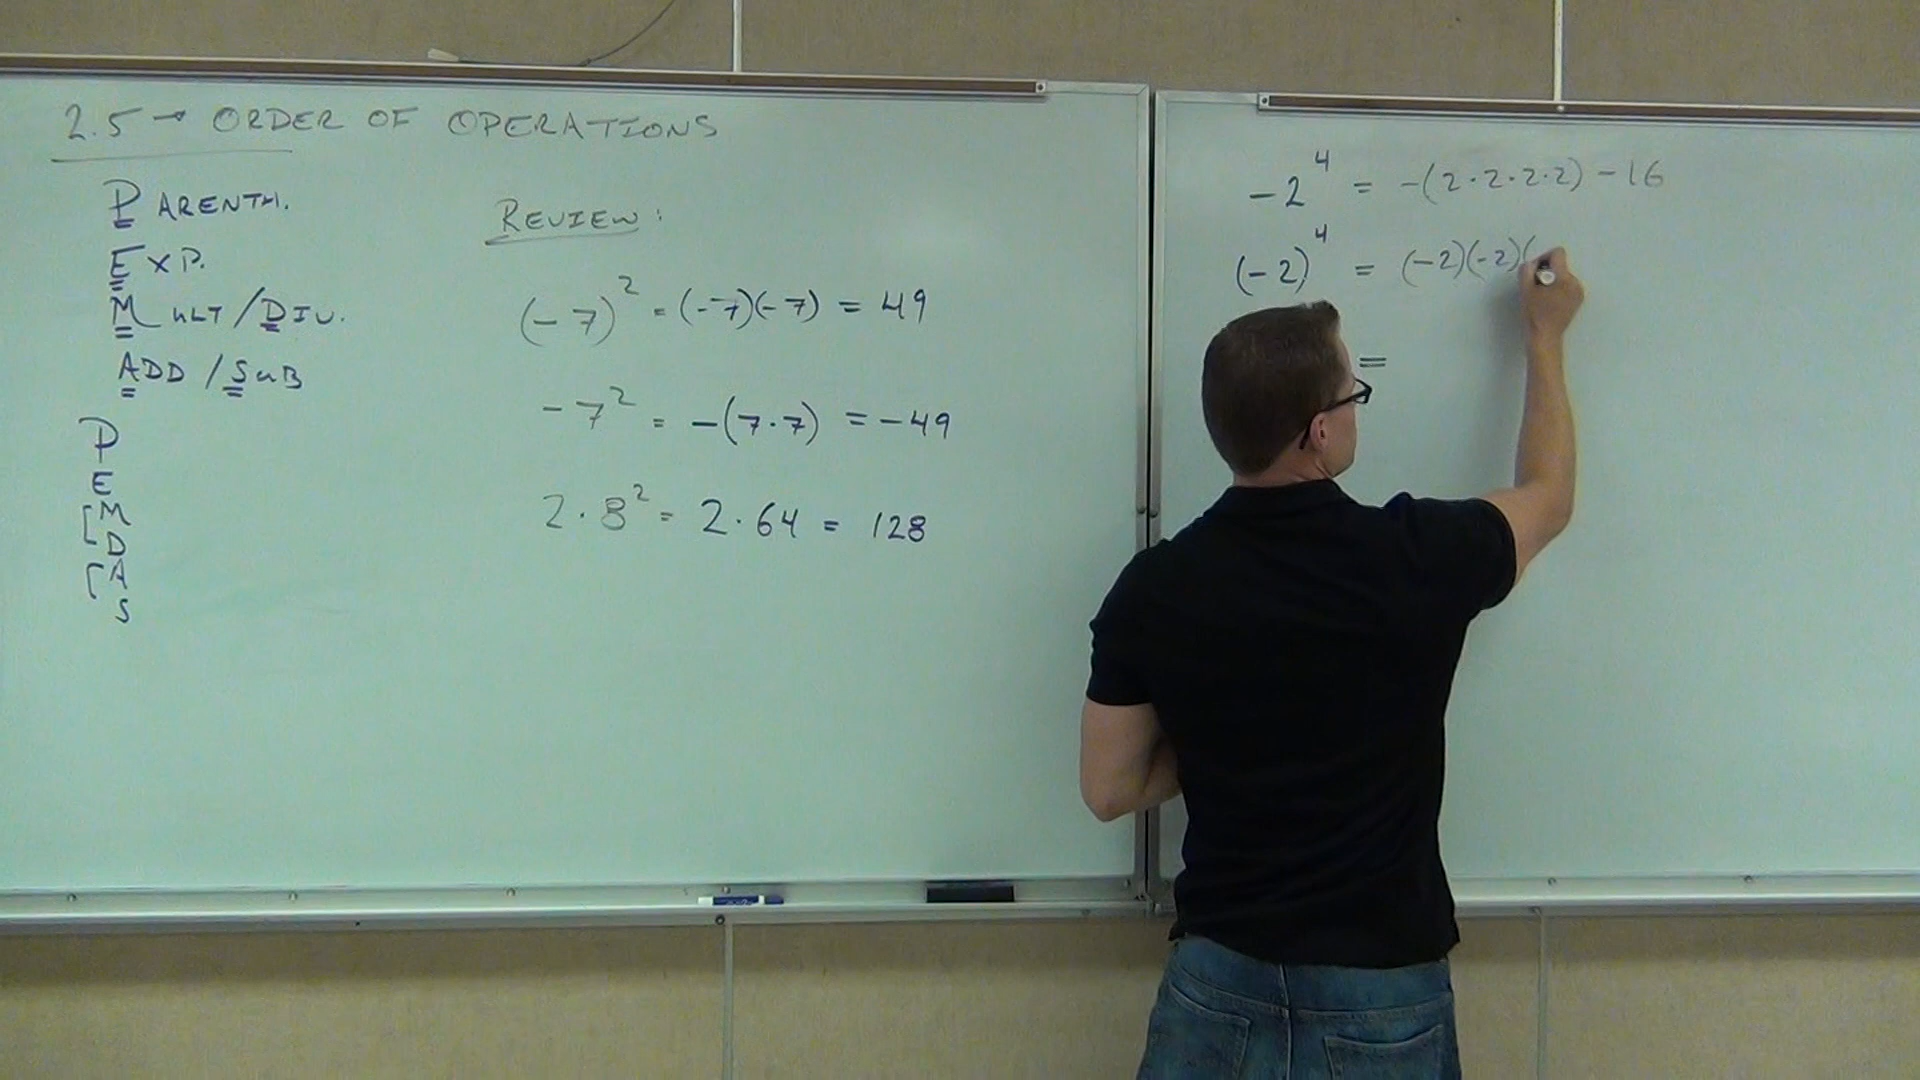 2.5 → ORDER OF OPERATIONS
PARENTH.
EXP.
MULT/DIV.
ADD/SUB
P
E
[M
D
[A
S
REVIEW:
(-7)² = (-7)(-7) = 49
-7² = -(7·7) = -49
2·8² = 2·64 = 128
-2⁴ = -(2·2·2·2) -16
(-2)⁴ = (-2)(-2)(
=